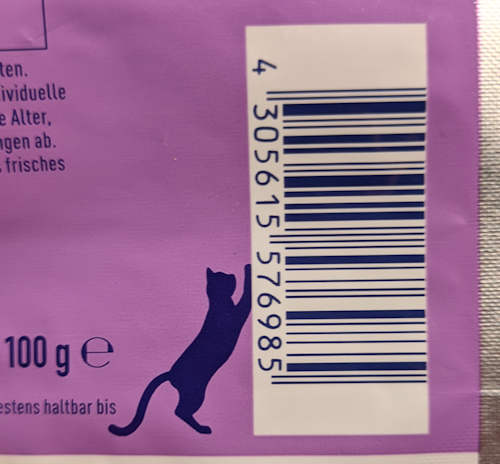 ten.
ividuelle
e Alter,
ngen ab.
frisches
100 g e
estens haltbar bis
4 305615 576985